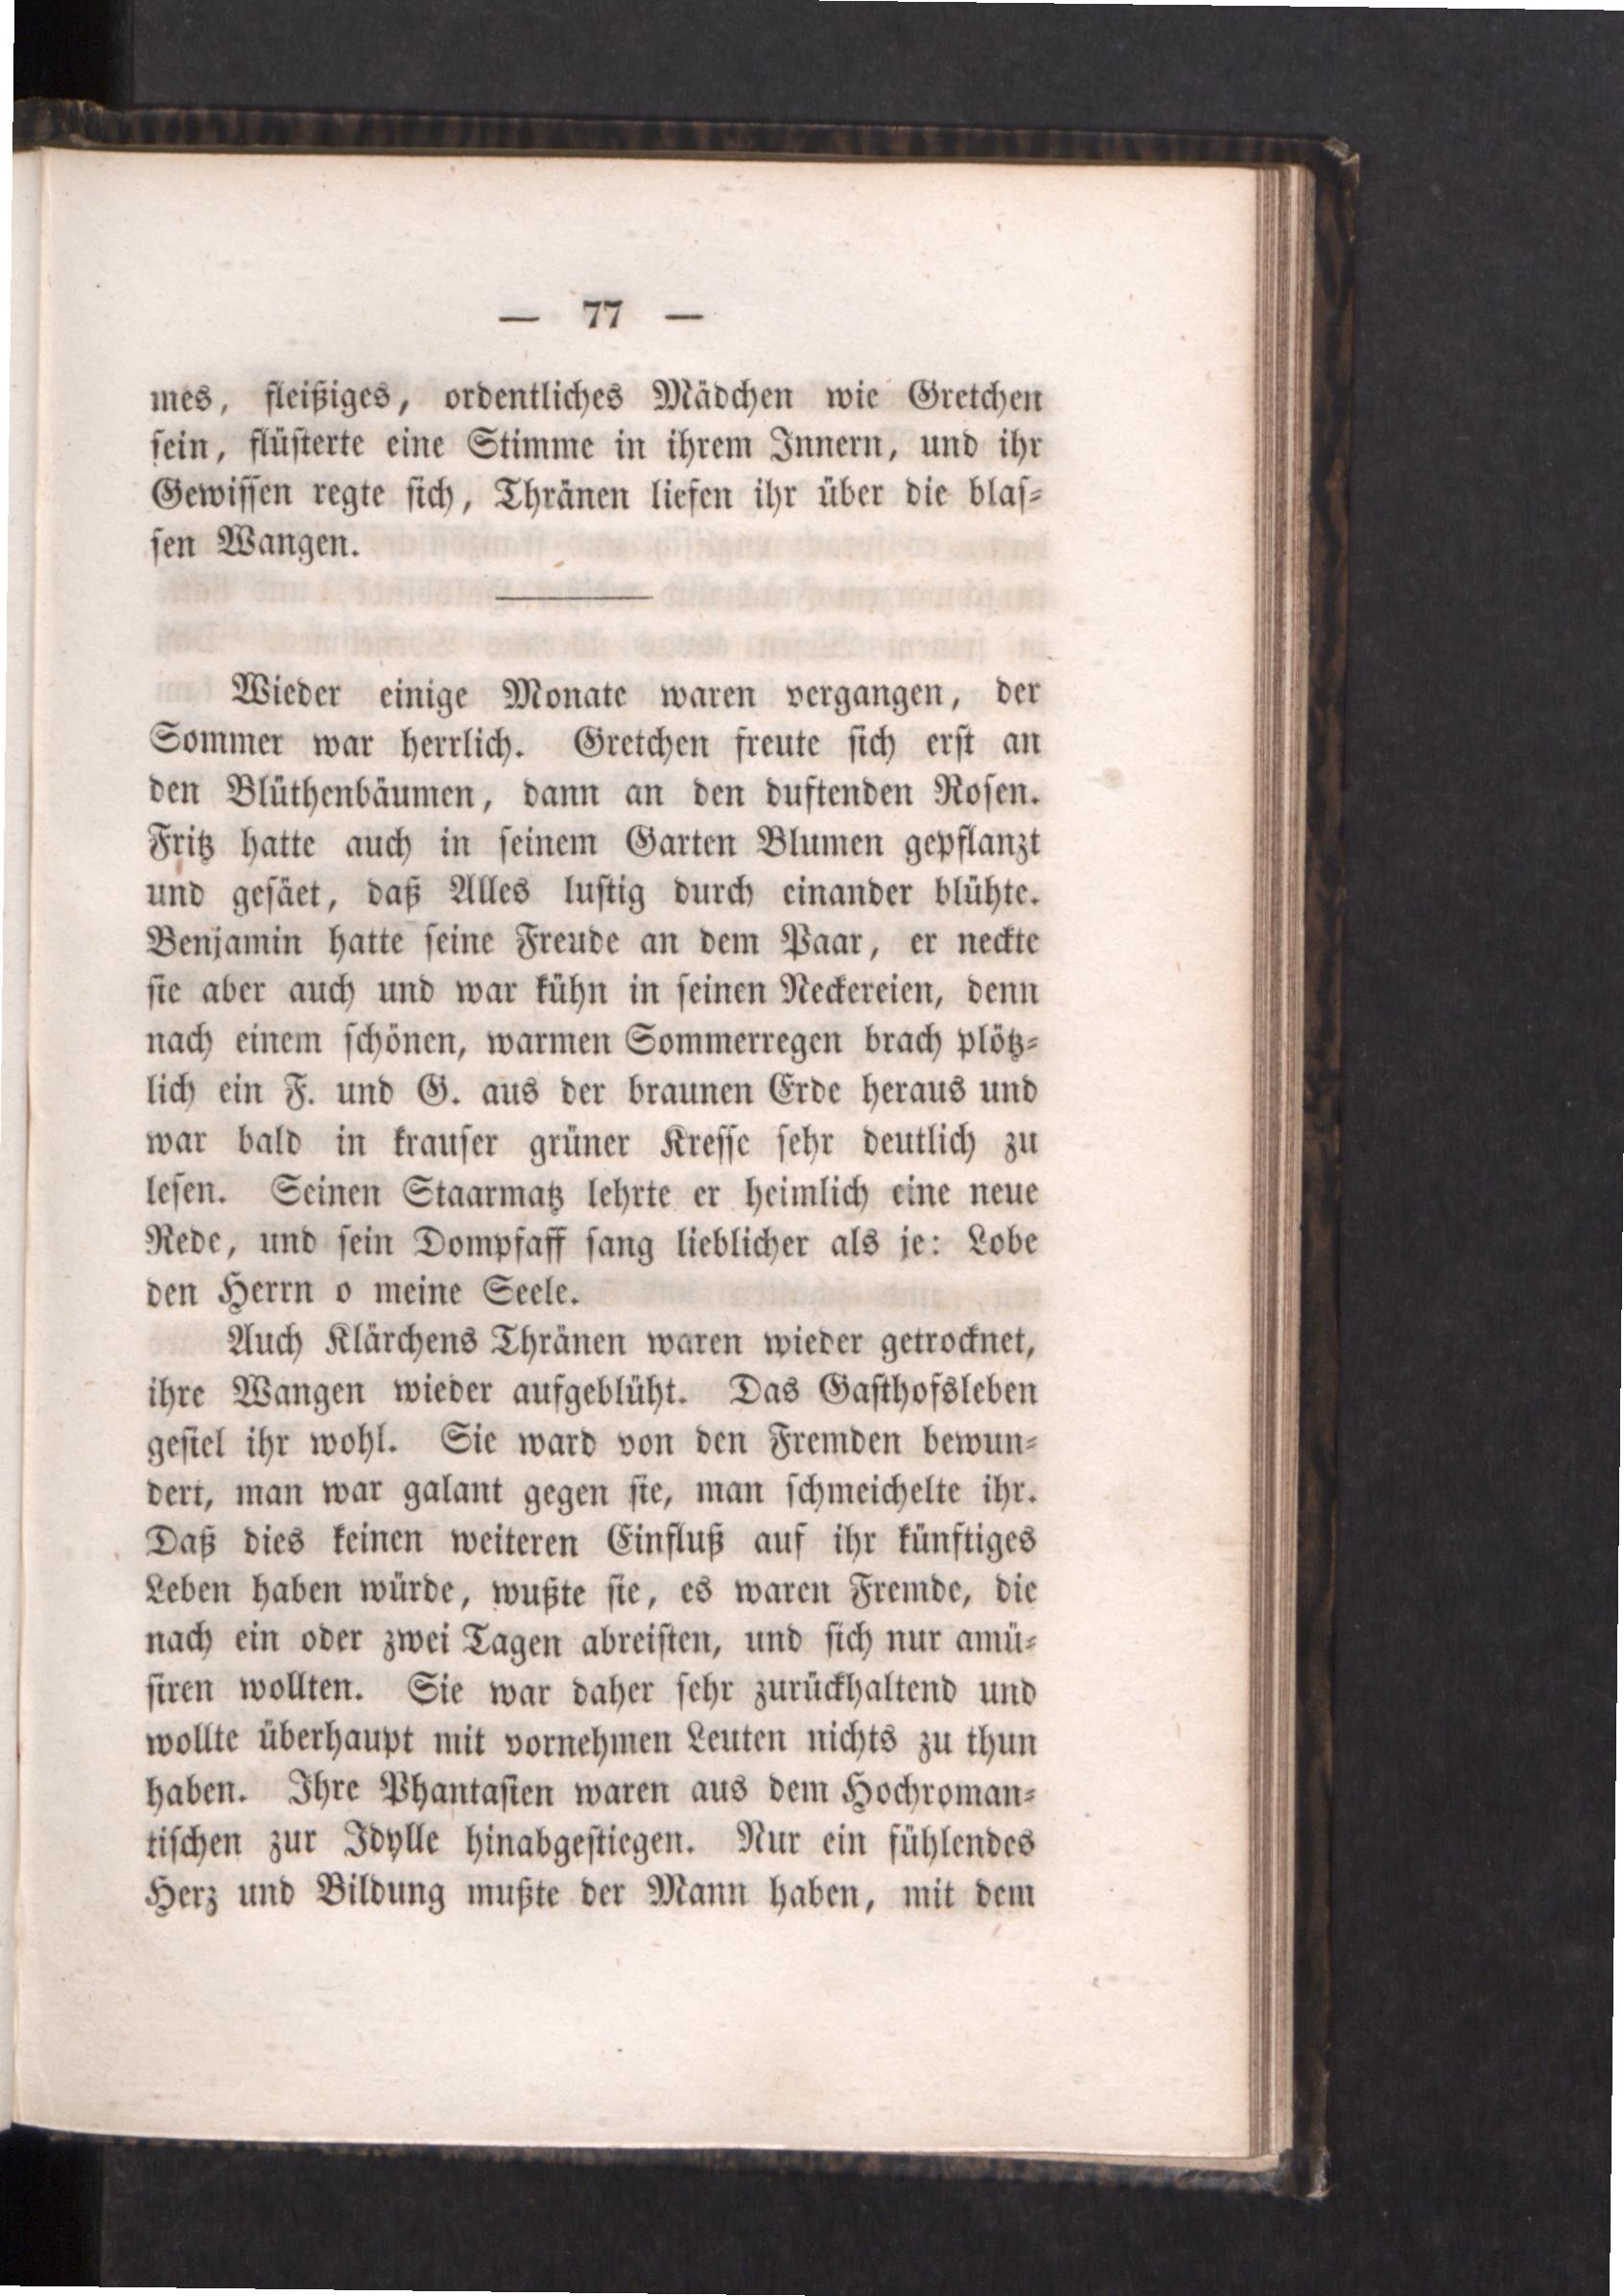 — 77 —
mes, fleißiges, ordentliches Mädchen wie Gretchen
sein, flüsterte eine Stimme in ihrem Innern, und ihr
Gewissen regte sich, Thränen liefen ihr über die blas-
sen Wangen.
Wieder einige Monate waren vergangen, der
Sommer war herrlich. Gretchen freute sich erst an
den Blüthenbäumen, dann an den duftenden Rosen.
Fritz hatte auch in seinem Garten Blumen gepflanzt
und gesäet, daß Alles lustig durch einander blühte.
Benjamin hatte seine Freude an dem Paar, er neckte
sie aber auch und war kühn in seinen Neckereien, denn
nach einem schönen, warmen Sommerregen brach plötz-
lich ein F. und G. aus der braunen Erde heraus und
war bald in krauser grüner Kresse sehr deutlich zu
lesen. Seinen Staarmatz lehrte er heimlich eine neue
Rede, und sein Dompfaff sang lieblicher als je: Lobe
den Herrn o meine Seele.
Auch Klärchens Thränen waren wieder getrocknet,
ihre Wangen wieder aufgeblüht. Das Gasthofsleben
gefiel ihr wohl. Sie ward von den Fremden bewun-
dert, man war galant gegen sie, man schmeichelte ihr.
Daß dies keinen weiteren Einfluß auf ihr künftiges
Leben haben würde, wußte sie, es waren Fremde, die
nach ein oder zwei Tagen abreisten, und sich nur amü-
siren wollten. Sie war daher sehr zurückhaltend und
wollte überhaupt mit vornehmen Leuten nichts zu thun
haben. Ihre Phantasien waren aus dem Hochroman-
tischen zur Idylle hinabgestiegen. Nur ein fühlendes
Herz und Bildung mußte der Mann haben, mit dem